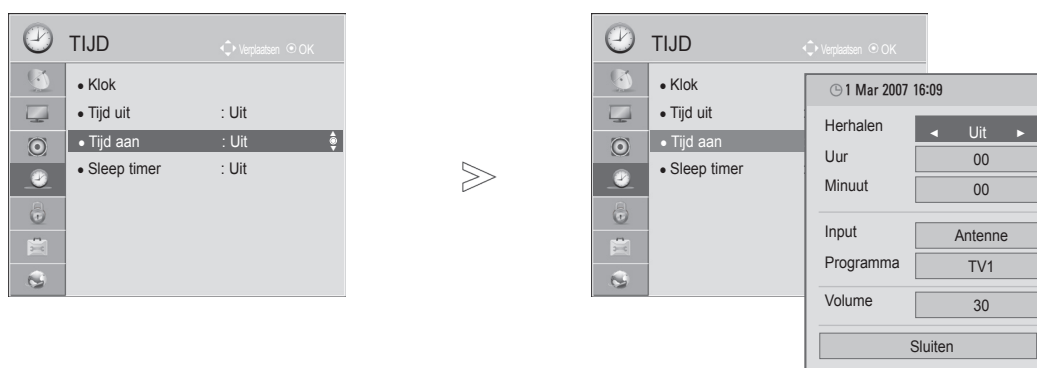 TIJD
Verplaatsen OK
• Klok
• Tijd uit : Uit
• Tijd aan : Uit
• Sleep timer : Uit
TIJD
Verplaatsen OK
• Klok
• Tijd uit :
• Tijd aan
• Sleep timer :
1 Mar 2007 16:09
Herhalen ◄ Uit ►
Uur 00
Minuut 00
Input Antenne
Programma TV1
Volume 30
Sluiten